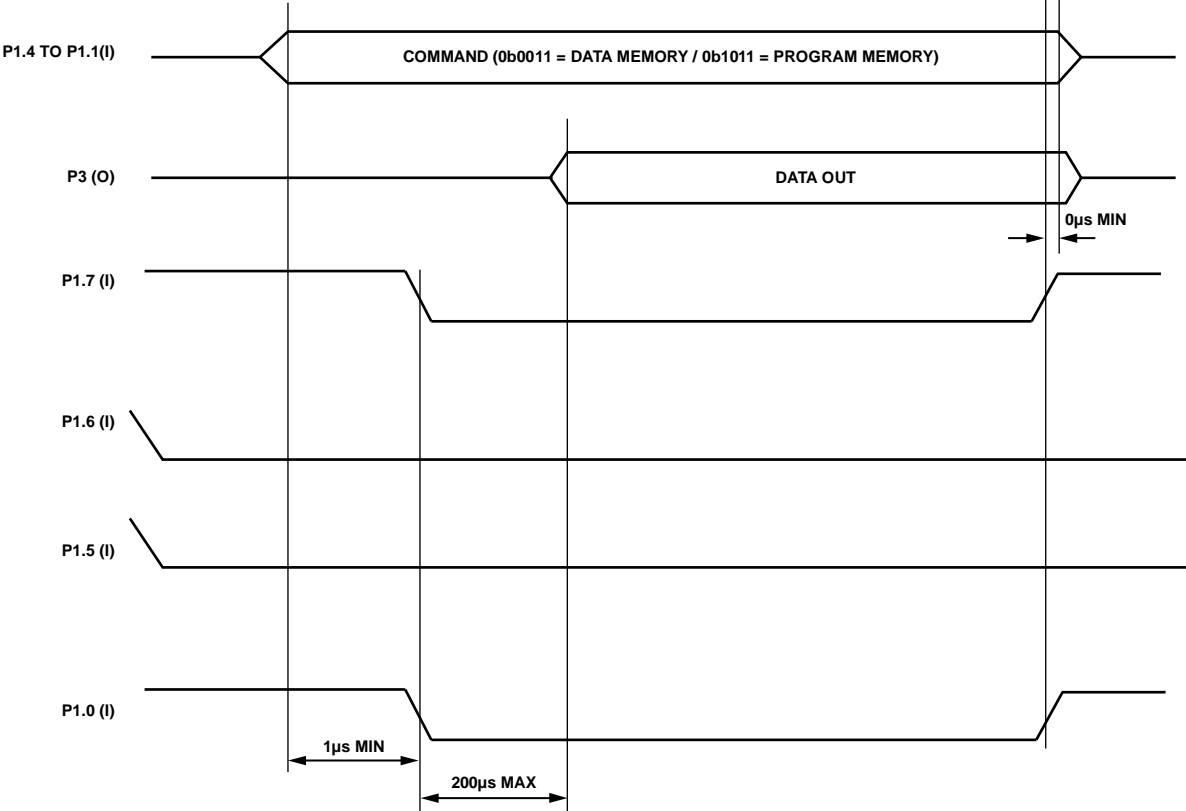 P1.4 TO P1.1(I)
COMMAND (0b0011 = DATA MEMORY / 0b1011 = PROGRAM MEMORY)
P3 (O)
DATA OUT
0µs MIN
P1.7 (I)
P1.6 (I)
P1.5 (I)
P1.0 (I)
1µs MIN
200µs MAX